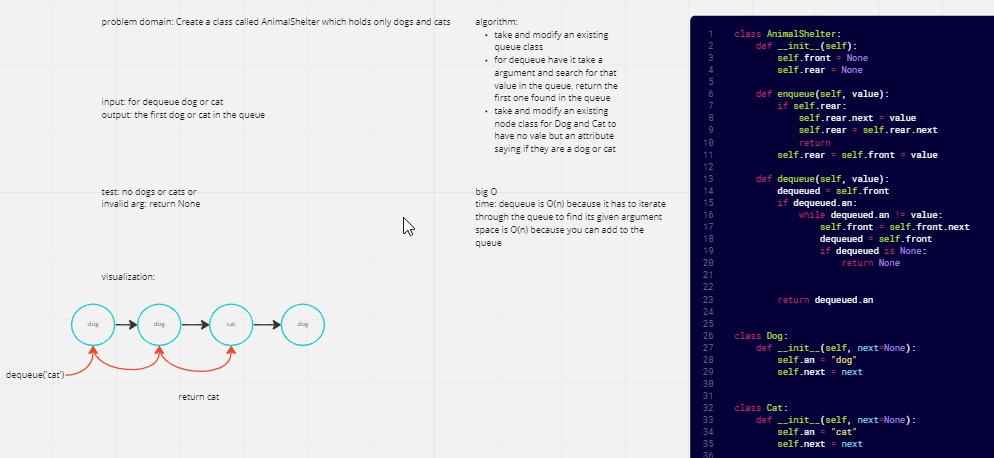 problem domain: Create a class called AnimalShelter which holds only dogs and cats
input: for dequeue dog or cat
output: the first dog or cat in the queue
test: no dogs or cats or
invalid arg: return None
visualization:
dog
dog
cat
dog
dequeue('cat')
return cat
algorithm:
• take and modify an existing
queue class
• for dequeue have it take a
argument and search for that
value in the queue, return the
first one found in the queue
• take and modify an existing
node class for Dog and Cat to
have no vale but an attribute
saying if they are a dog or cat
big O
time: dequeue is O(n) because it has to iterate
through the queue to find its given argument
space is O(n) because you can add to the
queue
1 class AnimalShelter:
2 def __init__(self):
3 self.front = None
4 self.rear = None
5
6 def enqueue(self, value):
7 if self.rear:
8 self.rear.next = value
9 self.rear = self.rear.next
10 return
11 self.rear = self.front = value
12
13 def dequeue(self, value):
14 dequeued = self.front
15 if dequeued.an:
16 while dequeued.an != value:
17 self.front = self.front.next
18 dequeued = self.front
19 if dequeued is None:
20 return None
21
22
23 return dequeued.an
24
25
26 class Dog:
27 def __init__(self, next=None):
28 self.an = "dog"
29 self.next = next
30
31
32 class Cat:
33 def __init__(self, next=None):
34 self.an = "cat"
35 self.next = next
36